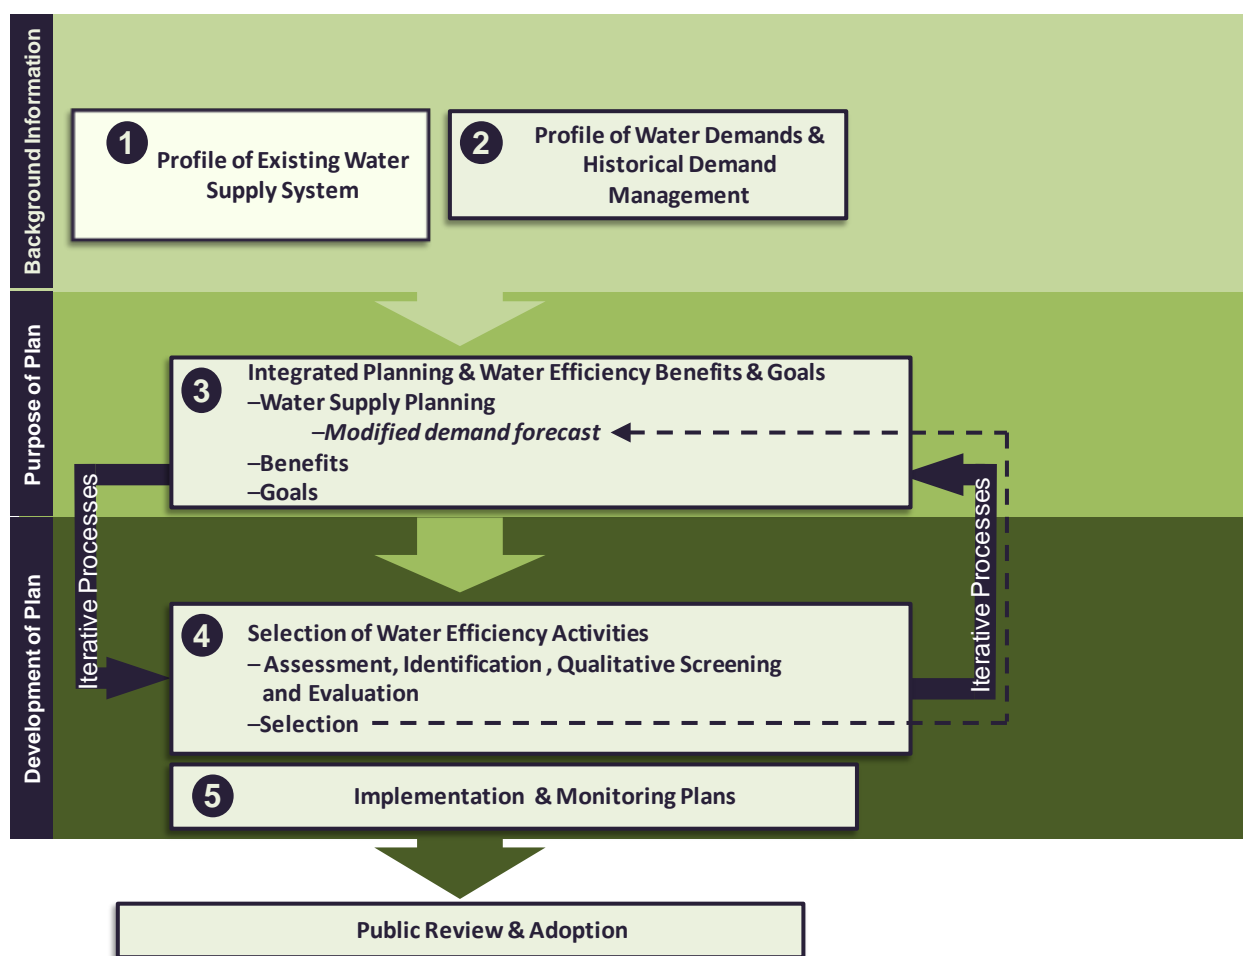 Background Information
1
Profile of Existing Water
Supply System
2
Profile of Water Demands &
Historical Demand
Management
Purpose of Plan
3
Integrated Planning & Water Efficiency Benefits & Goals
–Water Supply Planning
–Modified demand forecast
–Benefits
–Goals
Iterative Processes
Iterative Processes
Development of Plan
4
Selection of Water Efficiency Activities
–Assessment, Identification , Qualitative Screening
and Evaluation
–Selection
5
Implementation & Monitoring Plans
Public Review & Adoption